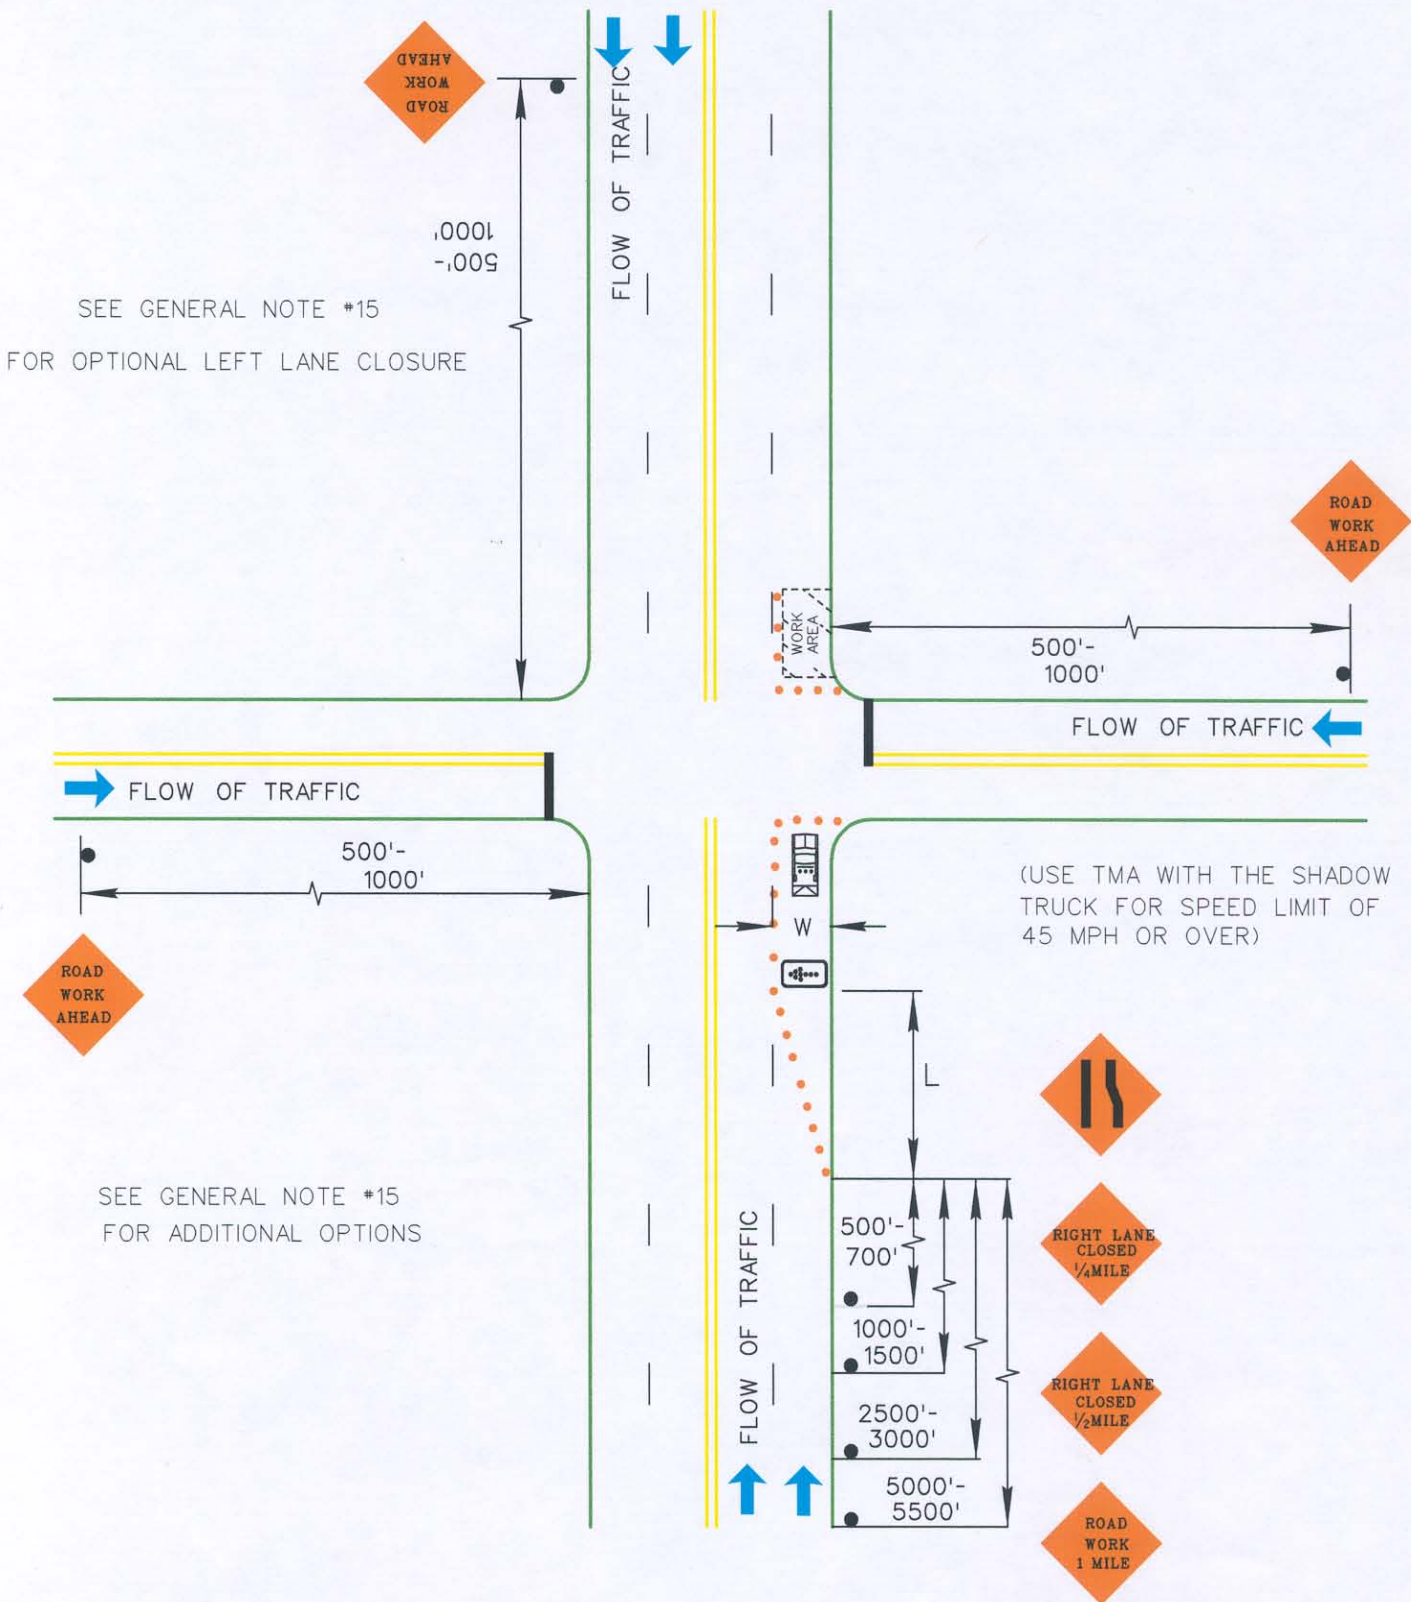 AHEAD
WORK
ROAD
FLOW OF TRAFFIC
500'-
1000'
SEE GENERAL NOTE #15
FOR OPTIONAL LEFT LANE CLOSURE
ROAD
WORK
AHEAD
WORK
AREA
500'-
1000'
FLOW OF TRAFFIC
FLOW OF TRAFFIC
500'-
1000'
(USE TMA WITH THE SHADOW
TRUCK FOR SPEED LIMIT OF
45 MPH OR OVER)
W
ROAD
WORK
AHEAD
L
SEE GENERAL NOTE #15
FOR ADDITIONAL OPTIONS
FLOW OF TRAFFIC
500'-
700'
RIGHT LANE
CLOSED
1/4 MILE
1000'-
1500'
RIGHT LANE
CLOSED
1/2 MILE
2500'-
3000'
5000'-
5500'
ROAD
WORK
1 MILE